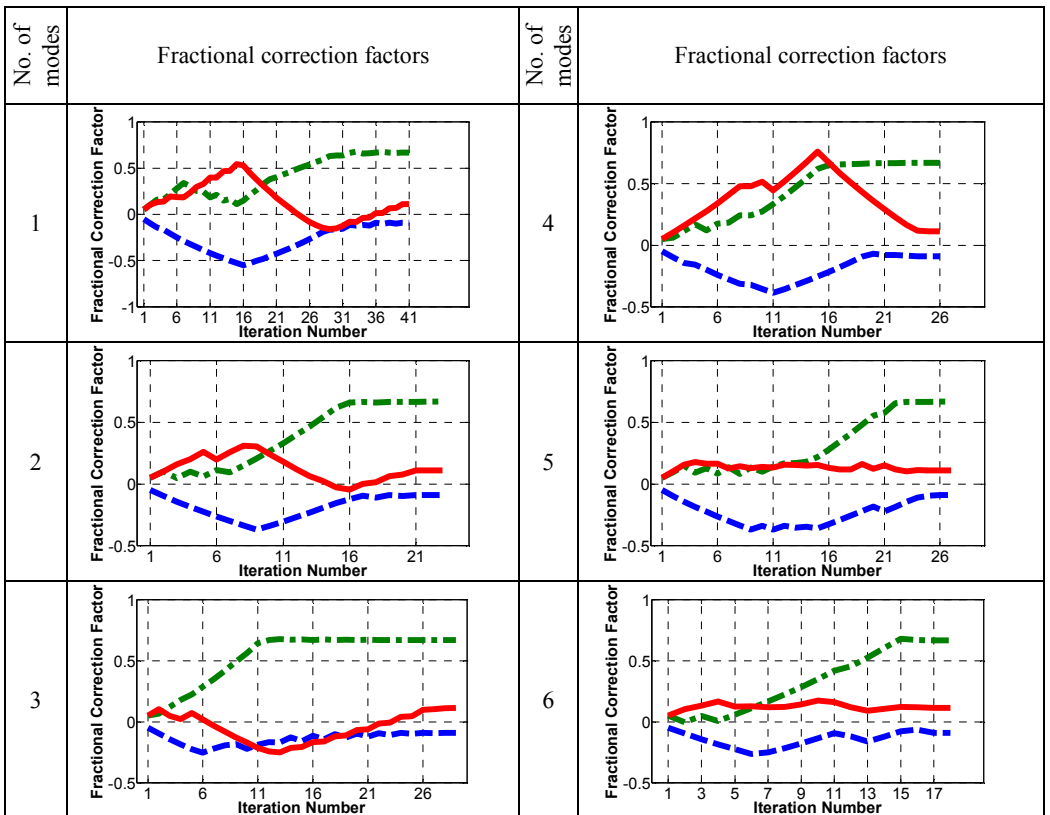 No. of modes
Fractional correction factors
No. of modes
Fractional correction factors
1
Fractional Correction Factor
1
0.5
0
-0.5
-1
1 6 11 16 21 26 31 36 41
Iteration Number
4
Fractional Correction Factor
1
0.5
0
-0.5
1 6 11 16 21 26
Iteration Number
2
Fractional Correction Factor
1
0.5
0
-0.5
1 6 11 16 21
Iteration Number
5
Fractional Correction Factor
1
0.5
0
-0.5
1 6 11 16 21 26
Iteration Number
3
Fractional Correction Factor
1
0.5
0
-0.5
1 6 11 16 21 26
Iteration Number
6
Fractional Correction Factor
1
0.5
0
-0.5
1 3 5 7 9 11 13 15 17
Iteration Number